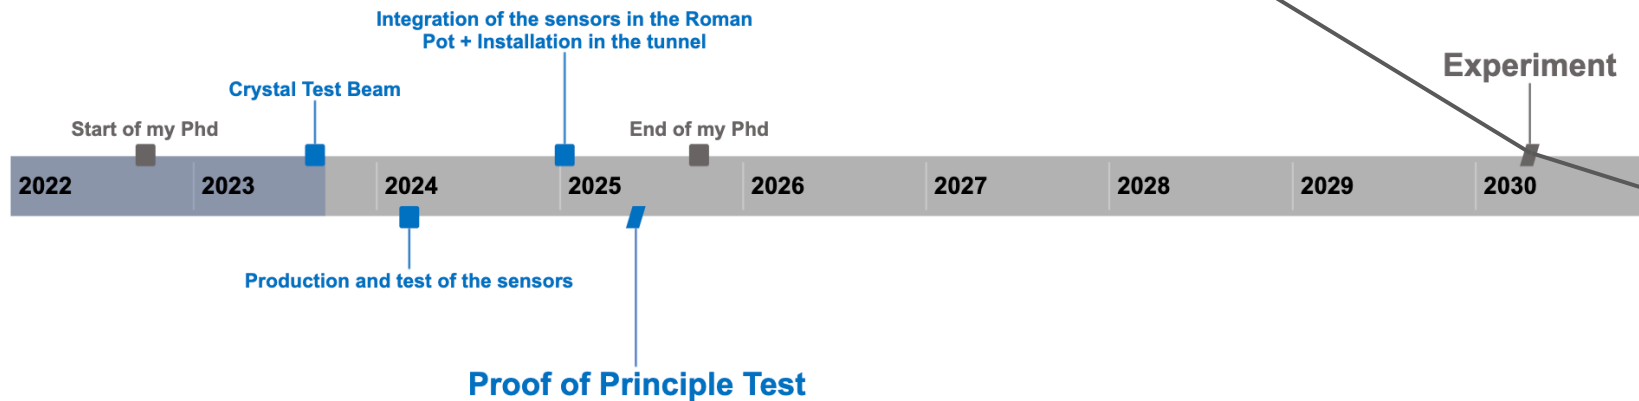 Integration of the sensors in the Roman
Pot + Installation in the tunnel
Experiment
Crystal Test Beam
Start of my Phd
End of my Phd
2022
2023
2024
2025
2026
2027
2028
2029
2030
Production and test of the sensors
Proof of Principle Test